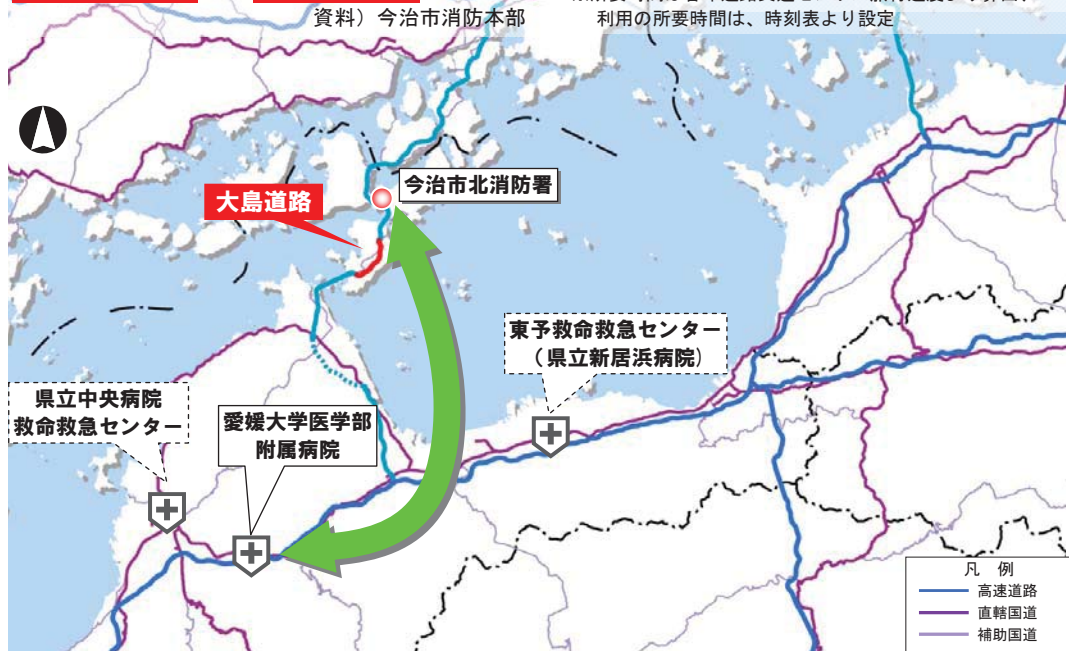 資料）今治市消防本部
利用の所要時間は、時刻表より設定
今治市北消防署
大島道路
東予救命救急センター
（県立新居浜病院）
県立中央病院
救命救急センター
愛媛大学医学部
附属病院
凡 例
高速道路
直轄国道
補助国道